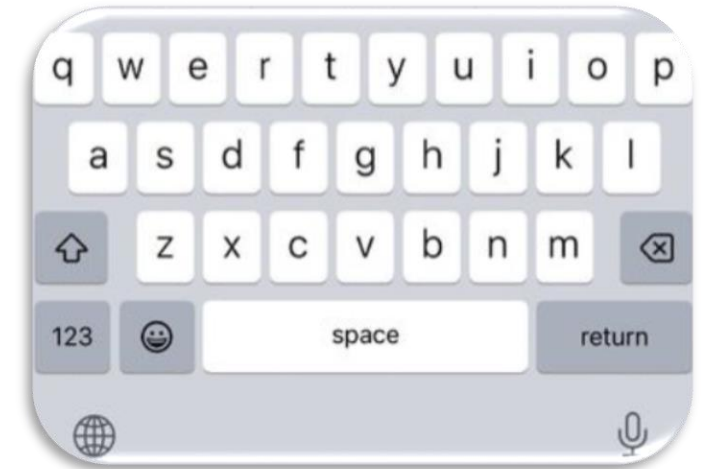 q w e r t y u i o p
a s d f g h j k l
z x c v b n m
123 space return